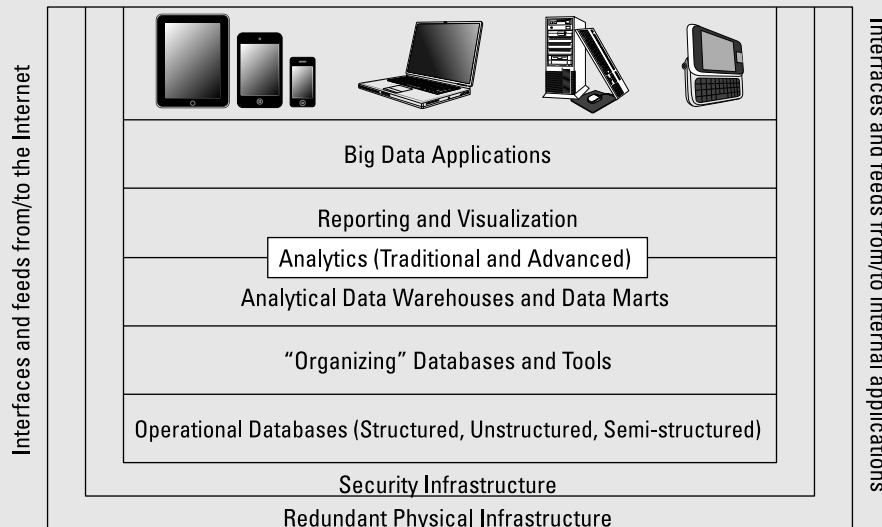 Interfaces and feeds from/to the Internet
Big Data Applications
Reporting and Visualization
Analytics (Traditional and Advanced)
Analytical Data Warehouses and Data Marts
“Organizing” Databases and Tools
Operational Databases (Structured, Unstructured, Semi-structured)
Security Infrastructure
Redundant Physical Infrastructure
Interfaces and feeds from/to internal applications